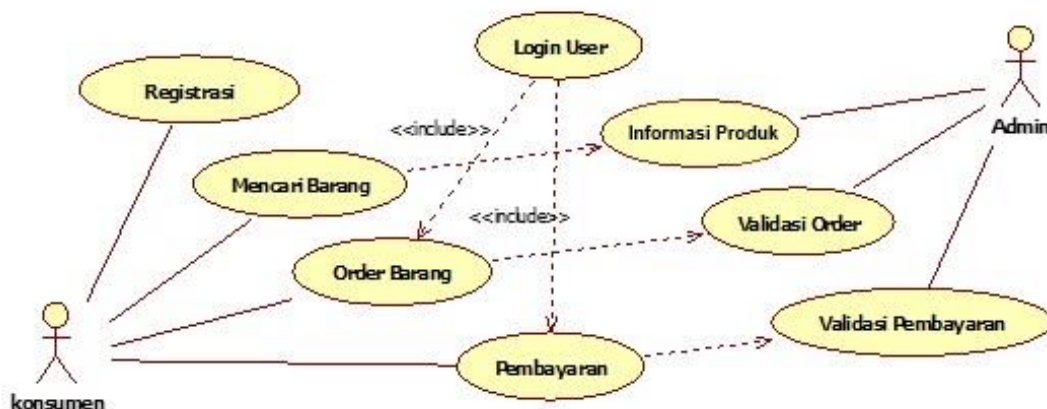 Login User
Registrasi
<<include>>
Informasi Produk
Admin
Mencari Barang
<<include>>
Validasi Order
Order Barang
Validasi Pembayaran
Pembayaran
konsumen